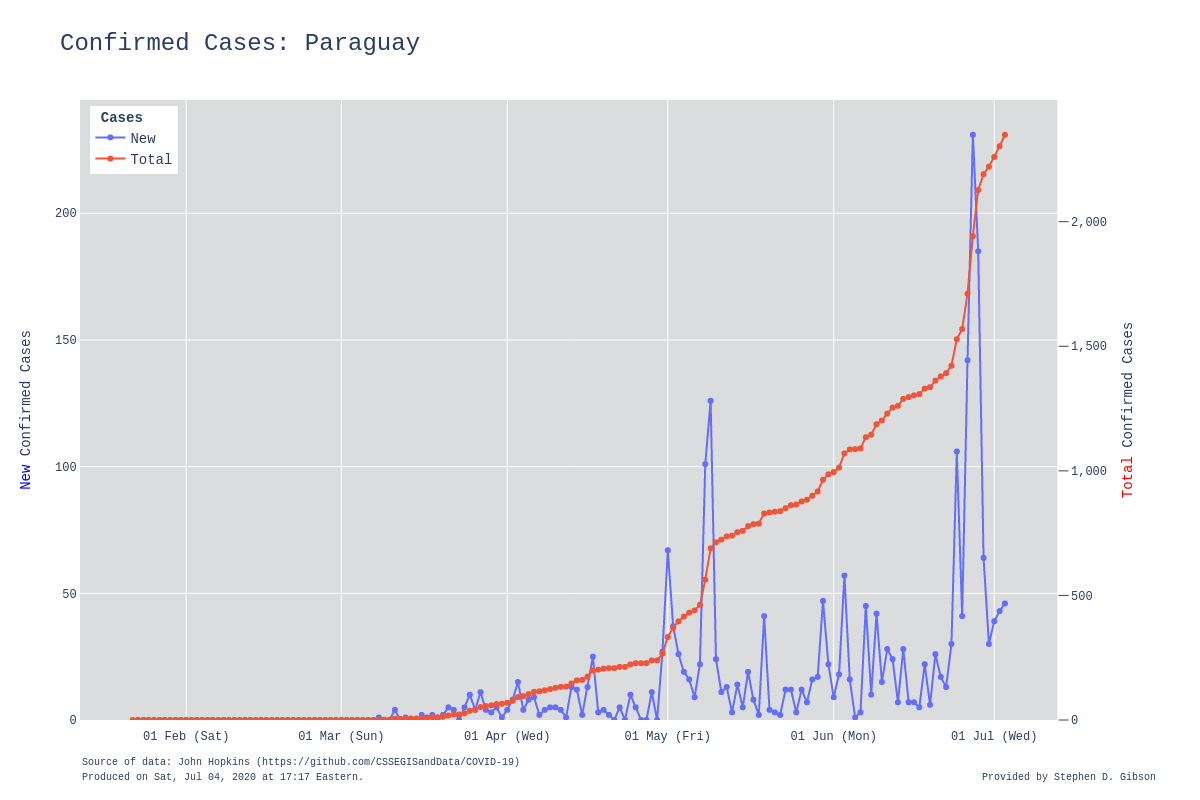 Confirmed Cases: Paraguay
Cases
New
Total
200
150
100
50
0
2,000
1,500
1,000
500
0
New Confirmed Cases
Total Confirmed Cases
01 Feb (Sat)
01 Mar (Sun)
01 Apr (Wed)
01 May (Fri)
01 Jun (Mon)
01 Jul (Wed)
Source of data: John Hopkins (https://github.com/CSSEGISandData/COVID-19)
Produced on Sat, Jul 04, 2020 at 17:17 Eastern.
Provided by Stephen D. Gibson